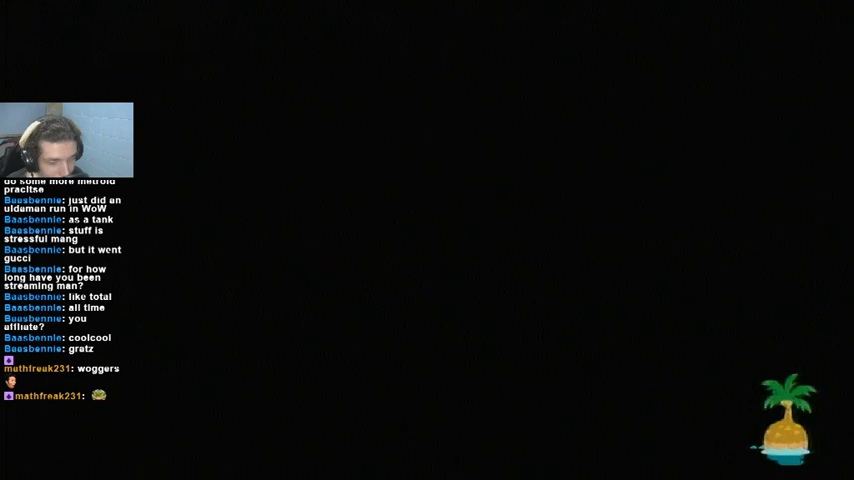 do some more metroid
pracitse
Baasbennie: just did an
uldaman run in WoW
Baasbennie: as a tank
Baasbennie: stuff is
stressful mang
Baasbennie: but it went
gucci
Baasbennie: for how
long have you been
streaming man?
Baasbennie: like total
Baasbennie: all time
Baasbennie: you
affliate?
Baasbennie: coolcool
Baasbennie: gratz
mathfreak231: woggers
mathfreak231: